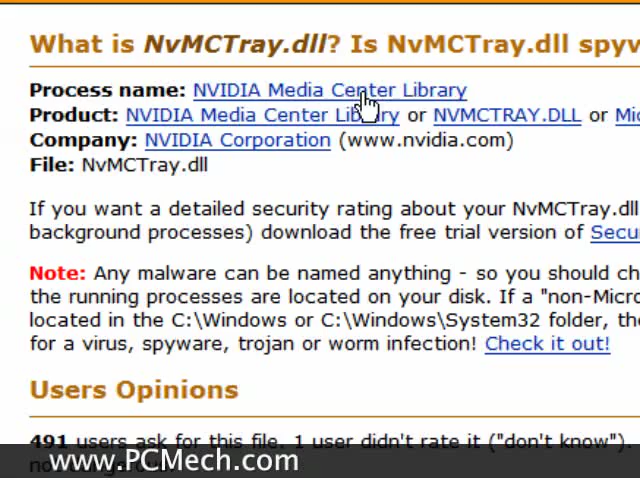 What is NvMCTray.dll? Is NvMCTray.dll spyw
Process name: NVIDIA Media Center Library
Product: NVIDIA Media Center Library or NVMCTRAY.DLL or Mic
Company: NVIDIA Corporation (www.nvidia.com)
File: NvMCTray.dll
If you want a detailed security rating about your NvMCTray.dll
background processes) download the free trial version of Secu
Note: Any malware can be named anything - so you should ch
the running processes are located on your disk. If a "non-Micro
located in the C:\Windows or C:\Windows\System32 folder, the
for a virus, spyware, trojan or worm infection! Check it out!
Users Opinions
491 users ask for this file. 1 user didn't rate it ("don't know").
www.PCMech.com